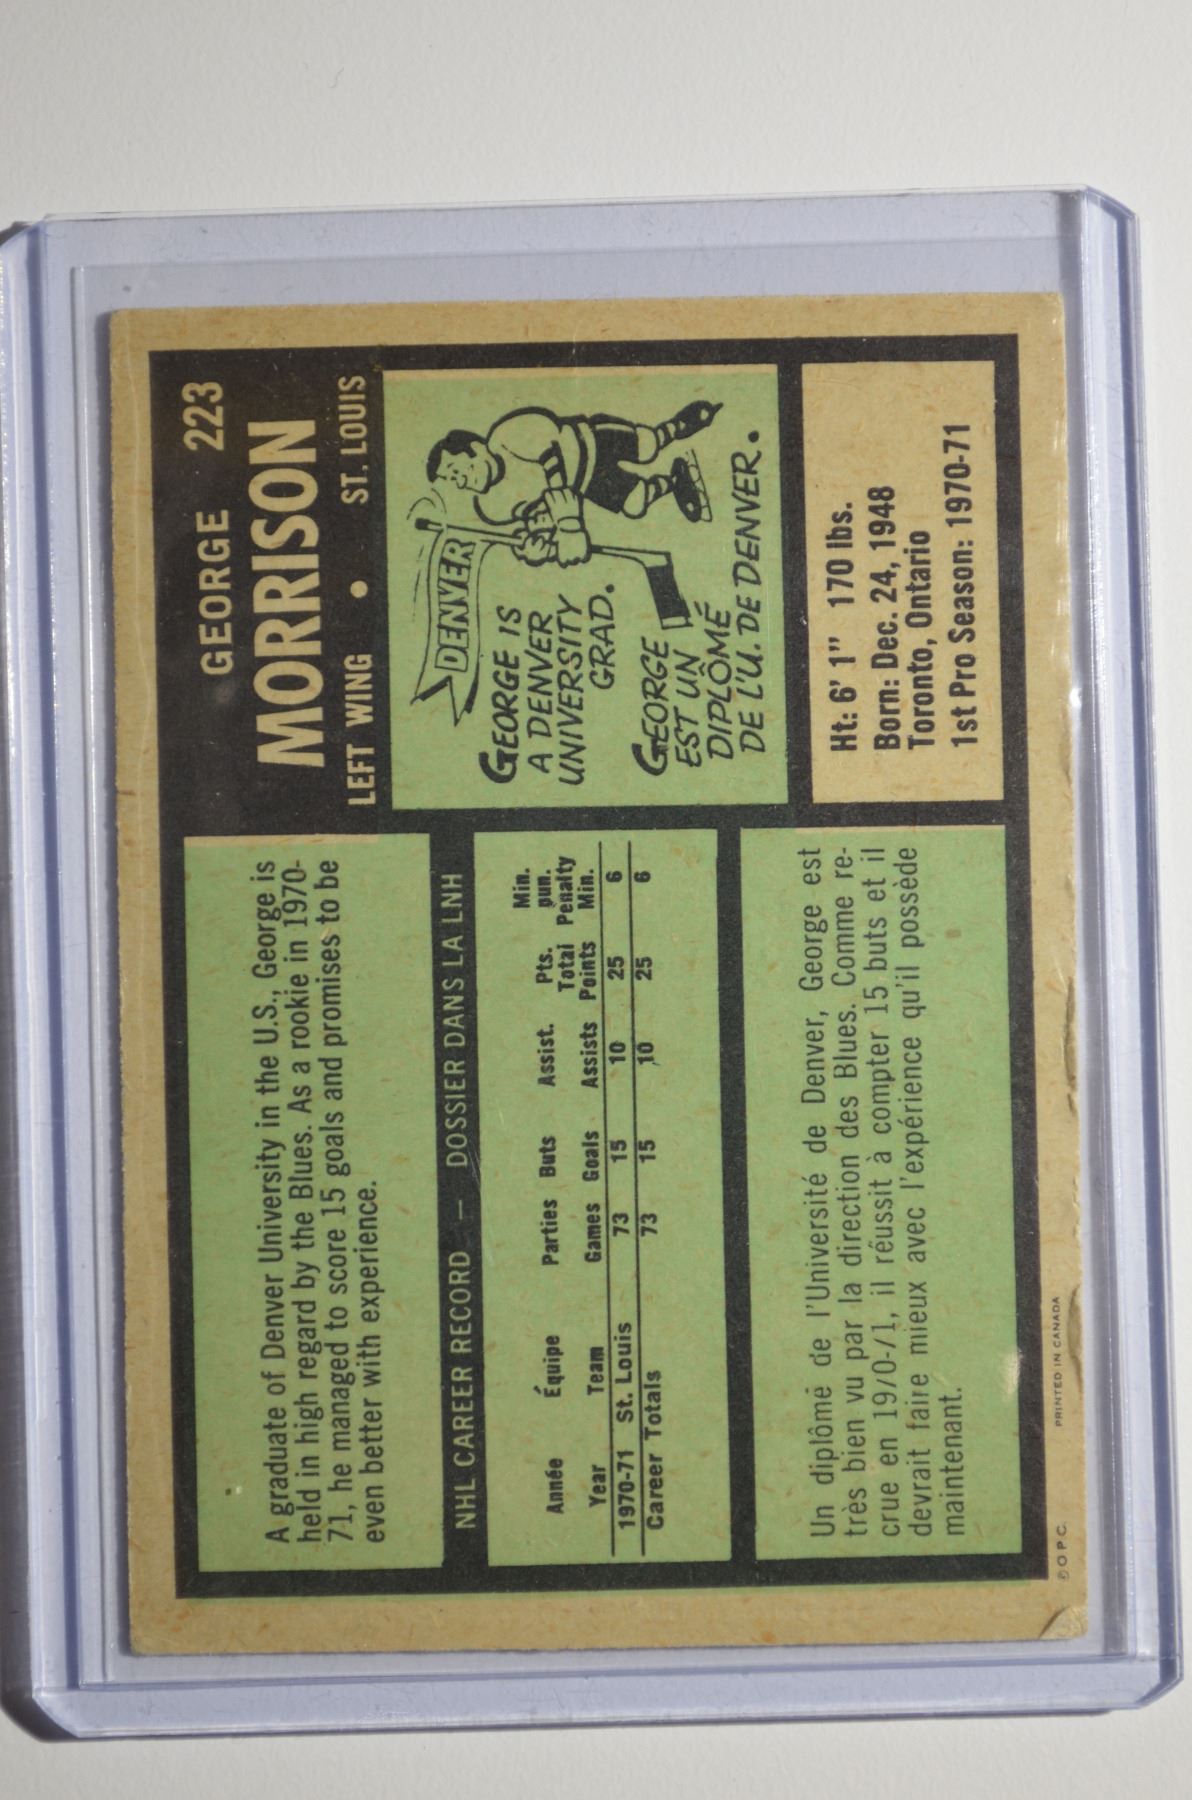 GEORGE 223
MORRISON
LEFT WING • ST. LOUIS
A graduate of Denver University in the U.S., George is
held in high regard by the Blues. As a rookie in 1970-
71, he managed to score 15 goals and promises to be
even better with experience.
DENVER
GEORGE IS
A DENVER
UNIVERSITY
GRAD.
GEORGE
EST UN
DIPLÔMÉ
DE L'U. DE DENVER.
NHL CAREER RECORD — DOSSIER DANS LA LNH
Année Équipe Parties Buts Assist. Pts. Min. pun.
Year Team Games Goals Assists Total Points Penalty Min.
1970-71 St. Louis 73 15 10 25 6
Career Totals 73 15 10 25 6
Un diplômé de l'Université de Denver, George est
très bien vu par la direction des Blues. Comme re-
crue en 19/0-/1, il réussit à compter 15 buts et il
devrait faire mieux avec l'expérience qu'il possède
maintenant.
Ht: 6' 1" 170 lbs.
Born: Dec. 24, 1948
Toronto, Ontario
1st Pro Season: 1970-71
© O.P.C. PRINTED IN CANADA